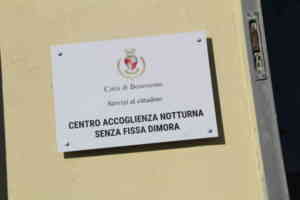 Città di Benevento
Servizi al cittadino
CENTRO ACCOGLIENZA NOTTURNA
SENZA FISSA DIMORA